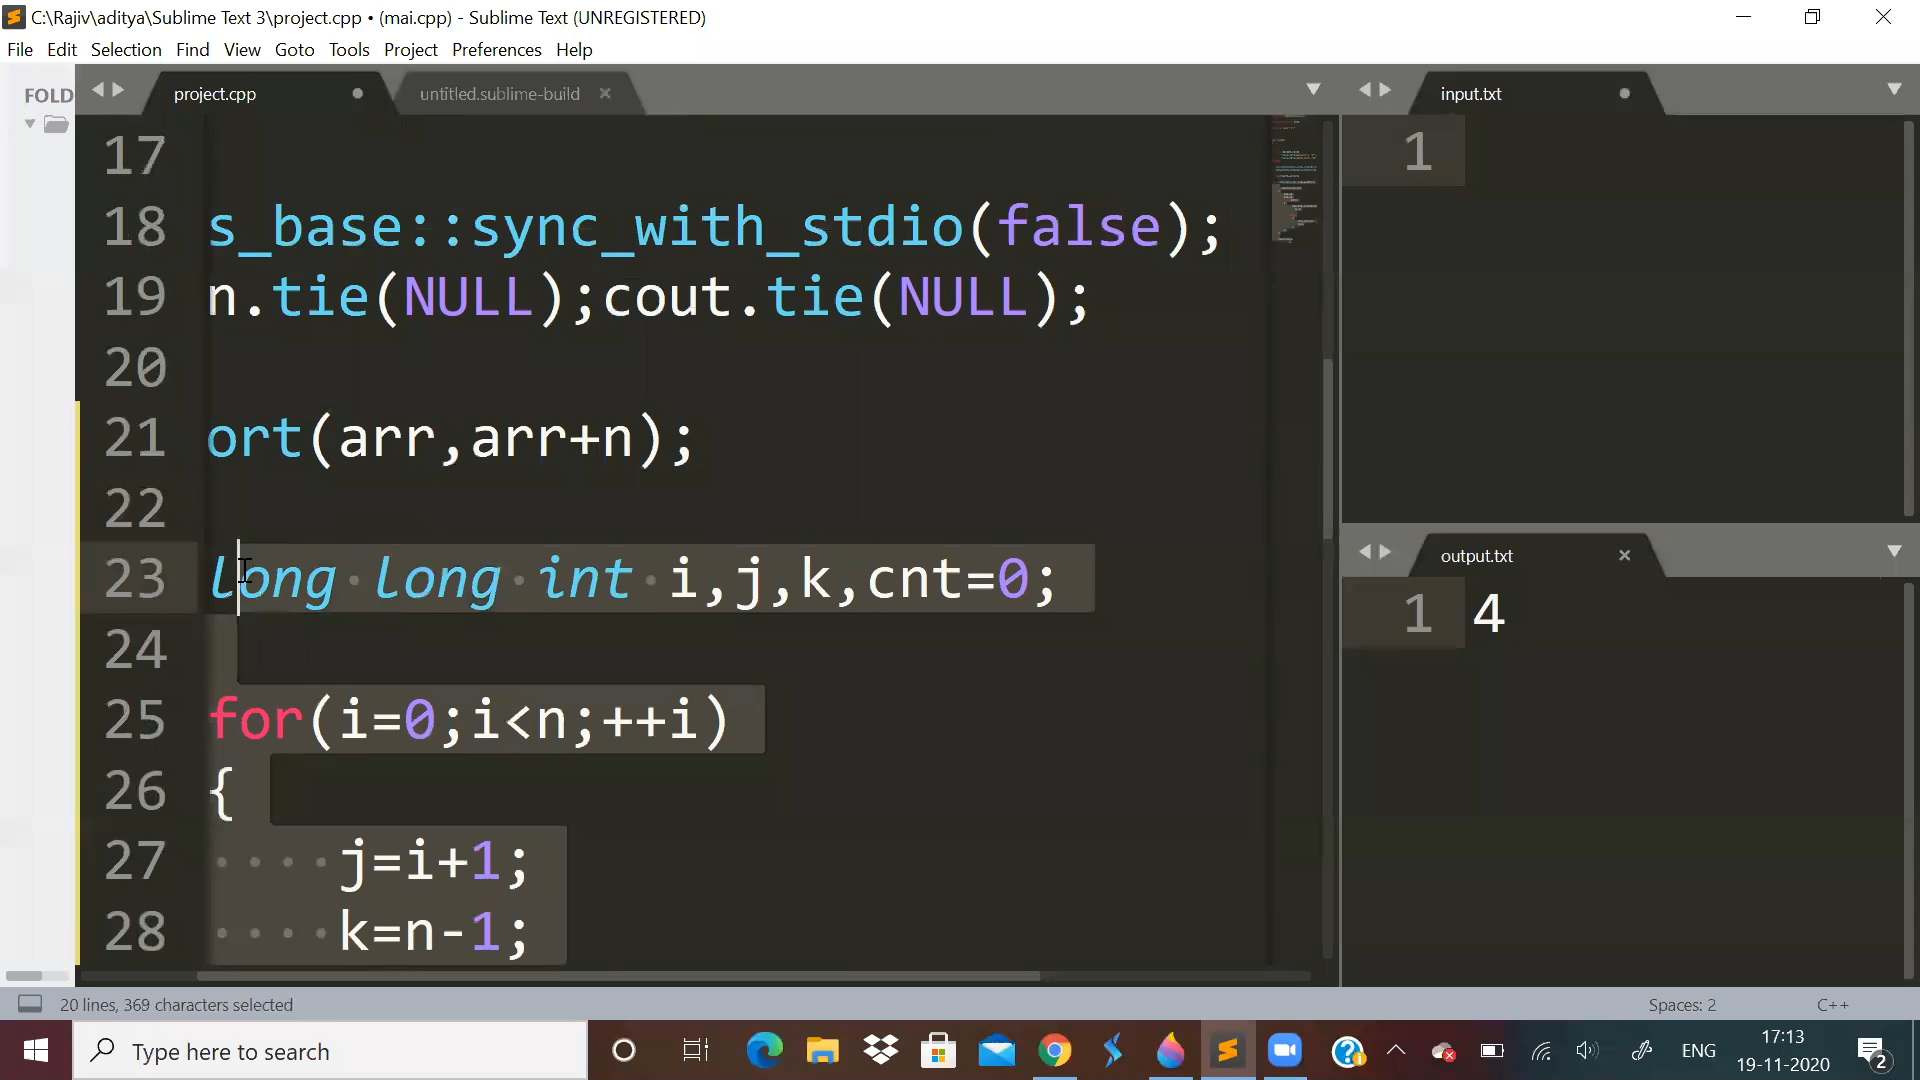 C:\Rajiv\aditya\Sublime Text 3\project.cpp • (mai.cpp) - Sublime Text (UNREGISTERED)
File Edit Selection Find View Goto Tools Project Preferences Help
FOLD
project.cpp
untitled.sublime-build
17
18 s_base::sync_with_stdio(false);
19 n.tie(NULL);cout.tie(NULL);
20
21 ort(arr,arr+n);
22
23 long long int i,j,k,cnt=0;
24
25 for(i=0;i<n;++i)
26 {
27 j=i+1;
28 k=n-1;
input.txt
1
output.txt
1 4
20 lines, 369 characters selected
Spaces: 2
C++
Type here to search
ENG
17:13
19-11-2020
2